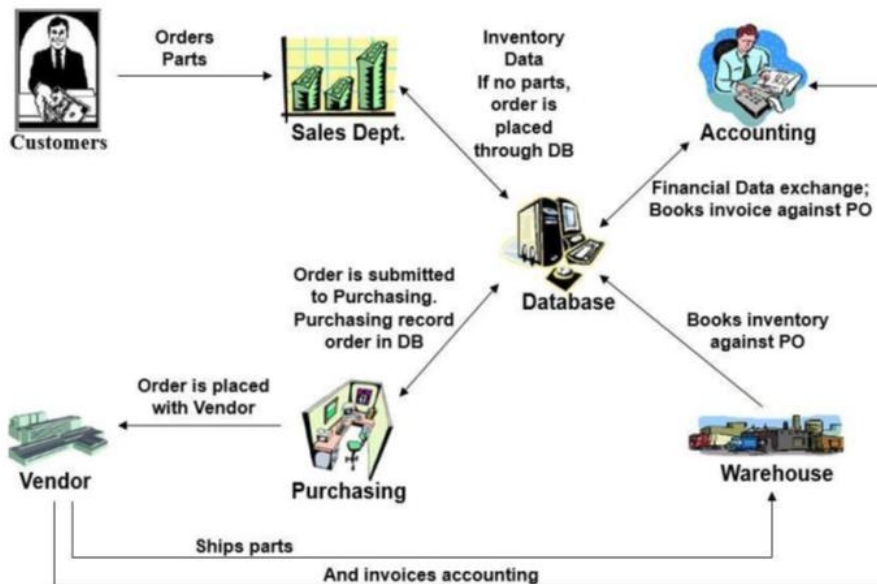 Orders
Parts
Inventory
Data
If no parts,
order is
placed
through DB
Customers
Sales Dept.
Accounting
Financial Data exchange;
Books invoice against PO
Order is submitted
to Purchasing.
Purchasing record
order in DB
Database
Books inventory
against PO
Order is placed
with Vendor
Vendor
Purchasing
Warehouse
Ships parts
And invoices accounting